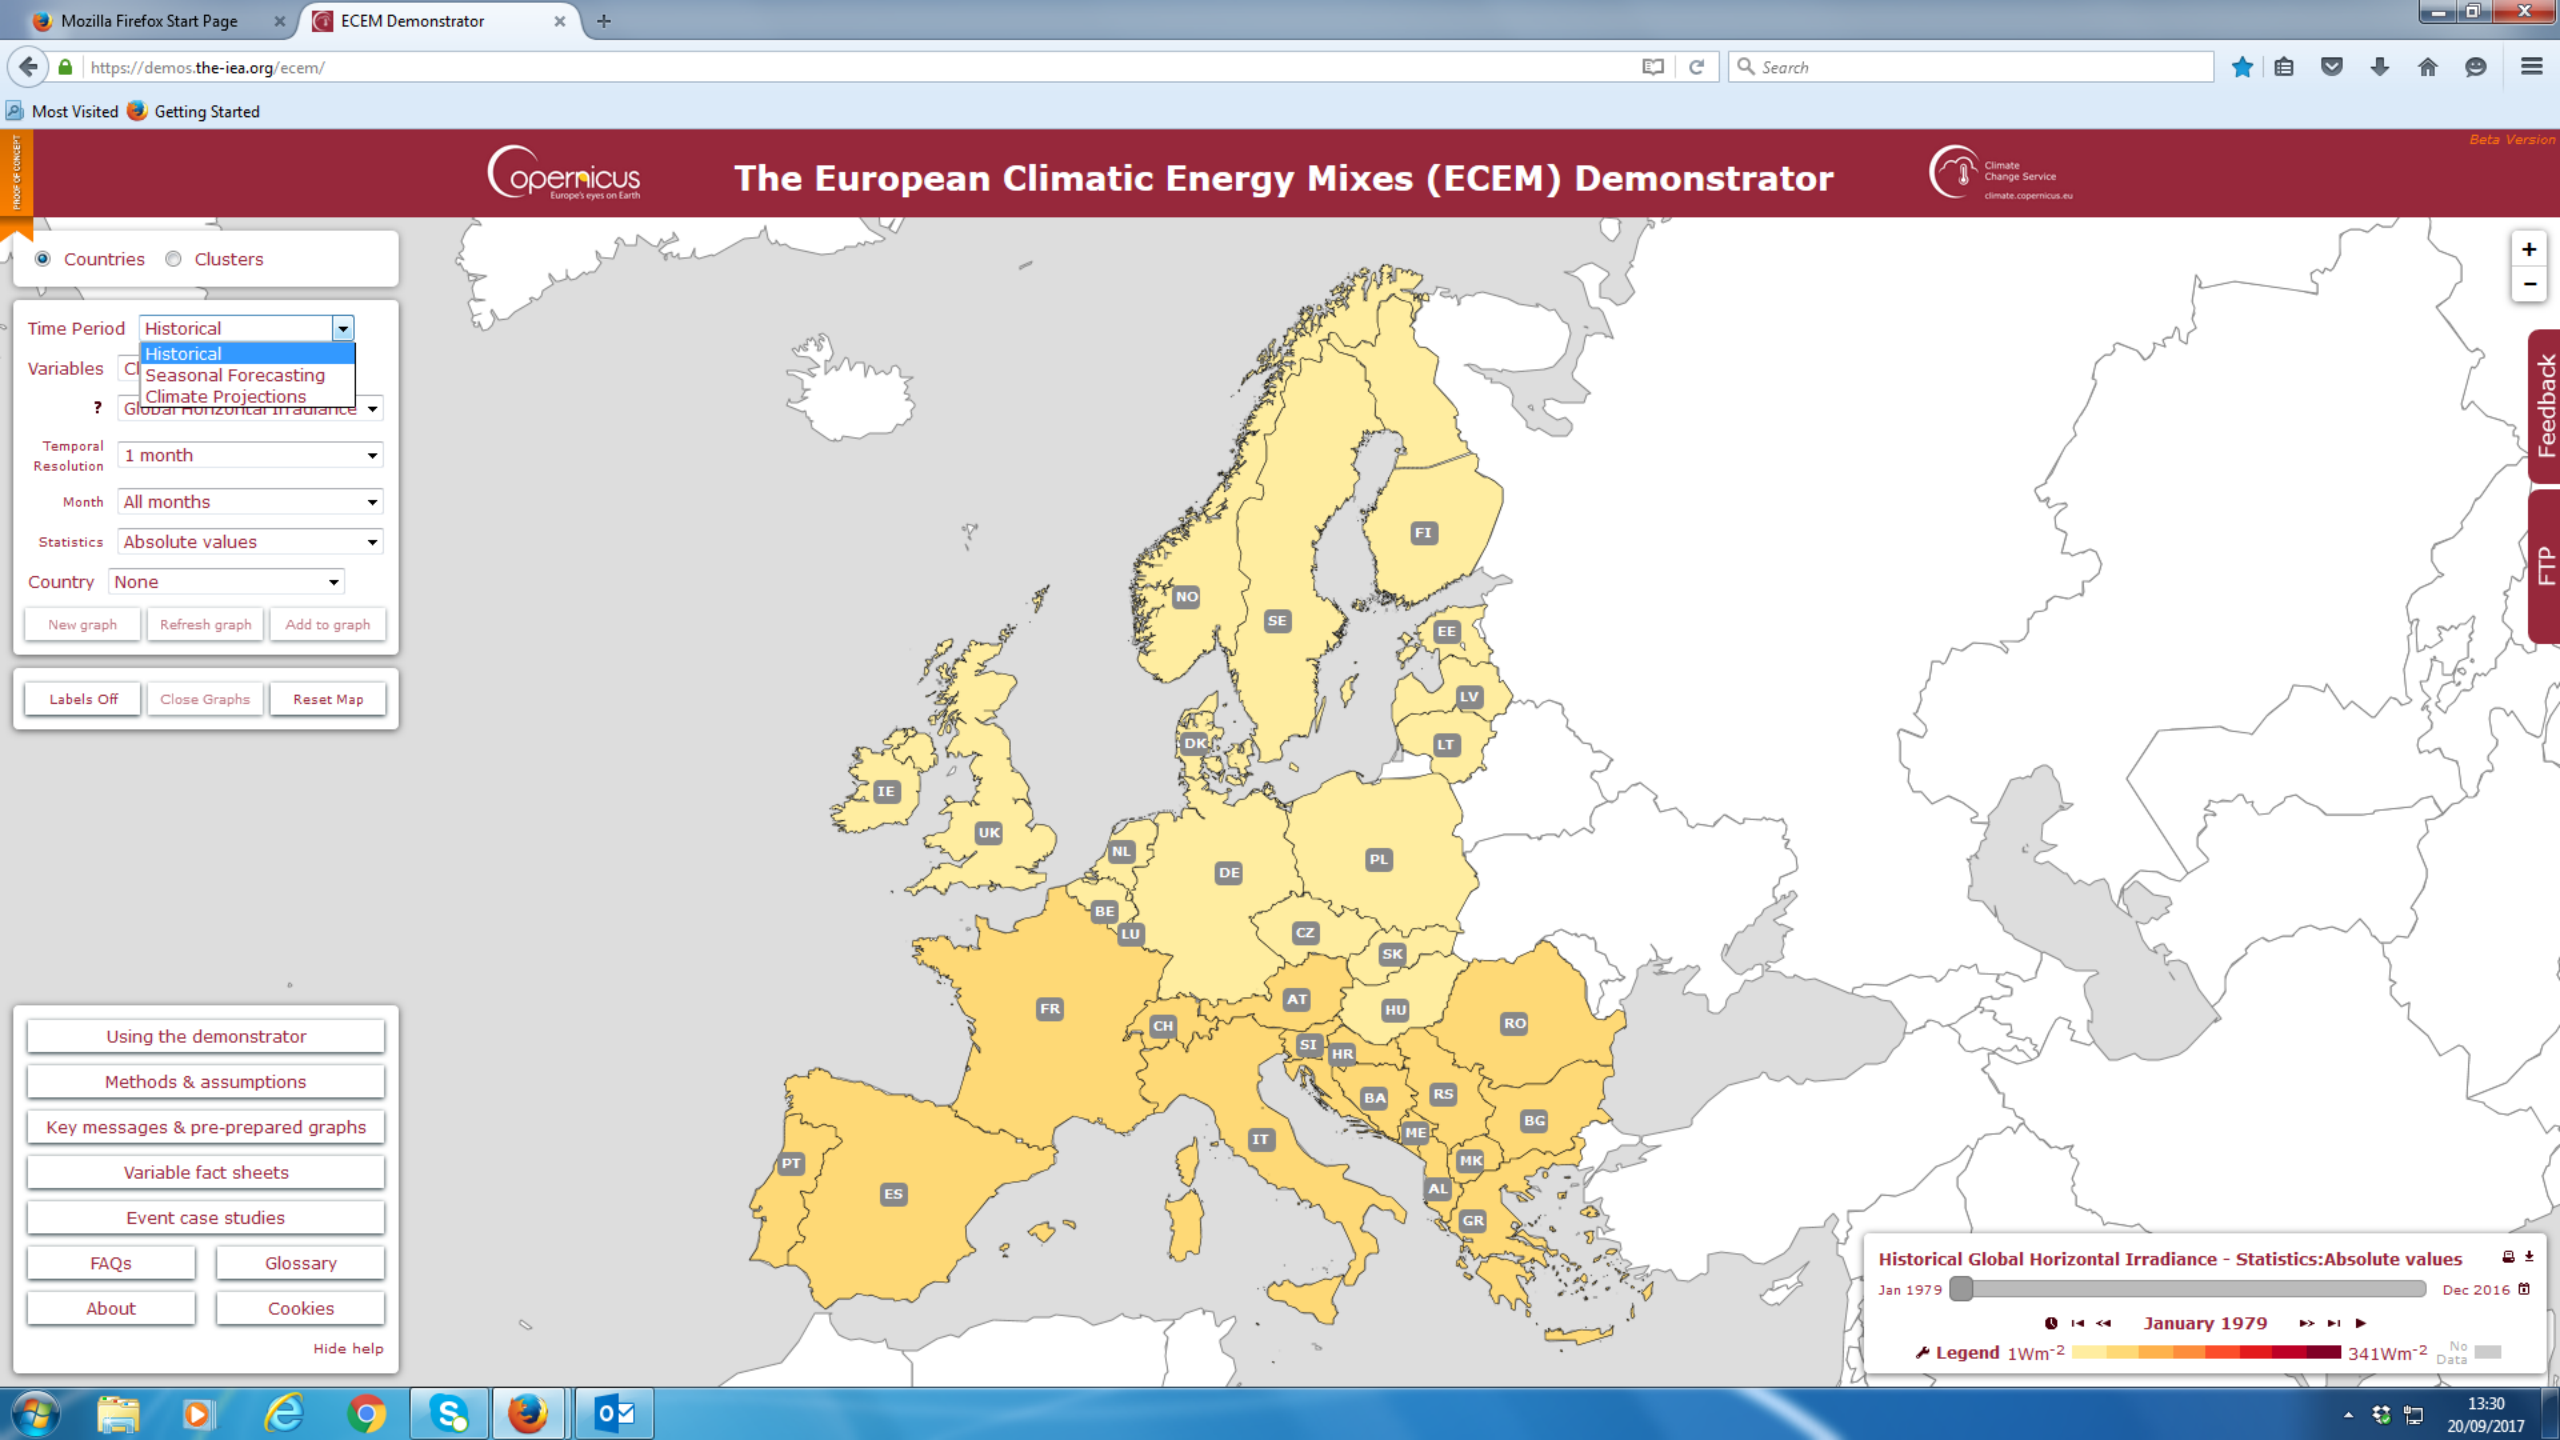 Mozilla Firefox Start Page
ECEM Demonstrator
https://demos.the-iea.org/ecem/
Search
Most Visited
Getting Started
PROOF OF CONCEPT
Copernicus
Europe's eyes on Earth
The European Climatic Energy Mixes (ECEM) Demonstrator
Climate
Change Service
climate.copernicus.eu
Beta Version
Countries
Clusters
Time Period
Historical
Historical
Seasonal Forecasting
Climate Projections
Variables
Cl
?
Global Horizontal Irradiance
Temporal
Resolution
1 month
Month
All months
Statistics
Absolute values
Country
None
New graph
Refresh graph
Add to graph
Labels Off
Close Graphs
Reset Map
+
-
Feedback
FTP
FI
NO
SE
EE
LV
LT
DK
IE
UK
NL
DE
PL
BE
LU
CZ
SK
FR
AT
HU
CH
RO
SI
HR
BA
RS
BG
ME
IT
MK
PT
AL
ES
GR
Using the demonstrator
Methods & assumptions
Key messages & pre-prepared graphs
Variable fact sheets
Event case studies
FAQs
Glossary
About
Cookies
Hide help
Historical Global Horizontal Irradiance - Statistics:Absolute values
Jan 1979
Dec 2016
January 1979
Legend 1Wm-2
341Wm-2
No
Data
13:30
20/09/2017